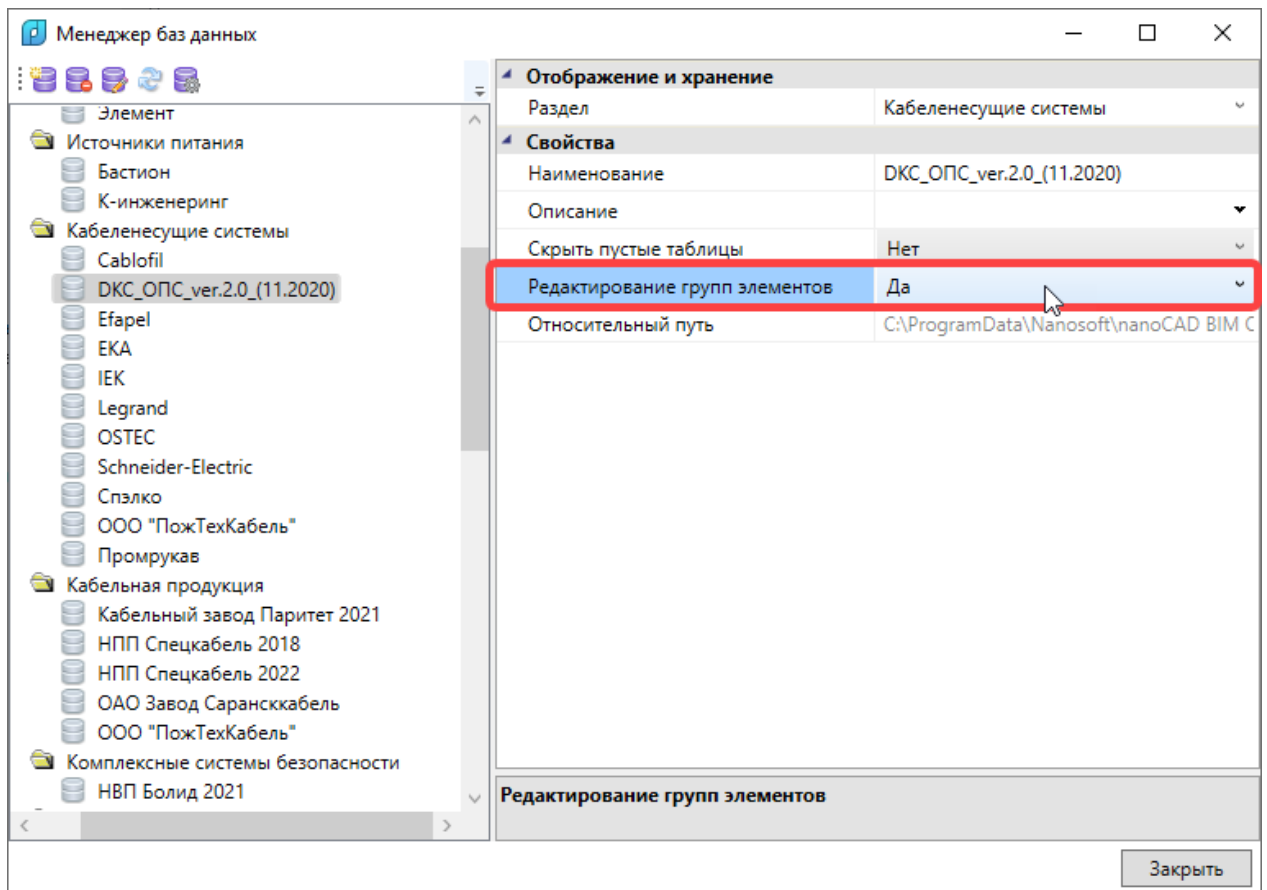 Менеджер баз данных
Элемент
Источники питания
Бастион
К-инженеринг
Кабеленесущие системы
Cablofil
DKC_ОПС_ver.2.0_(11.2020)
Efapel
EKA
IEK
Legrand
OSTEC
Schneider-Electric
Спэлко
ООО "ПожТехКабель"
Промрукав
Кабельная продукция
Кабельный завод Паритет 2021
НПП Спецкабель 2018
НПП Спецкабель 2022
ОАО Завод Сарансккабель
ООО "ПожТехКабель"
Комплексные системы безопасности
НВП Болид 2021
Отображение и хранение
Раздел Кабеленесущие системы
Свойства
Наименование DKC_ОПС_ver.2.0_(11.2020)
Описание
Скрыть пустые таблицы Нет
Редактирование групп элементов Да
Относительный путь C:\ProgramData\Nanosoft\nanoCAD BIM C
Редактирование групп элементов
Закрыть